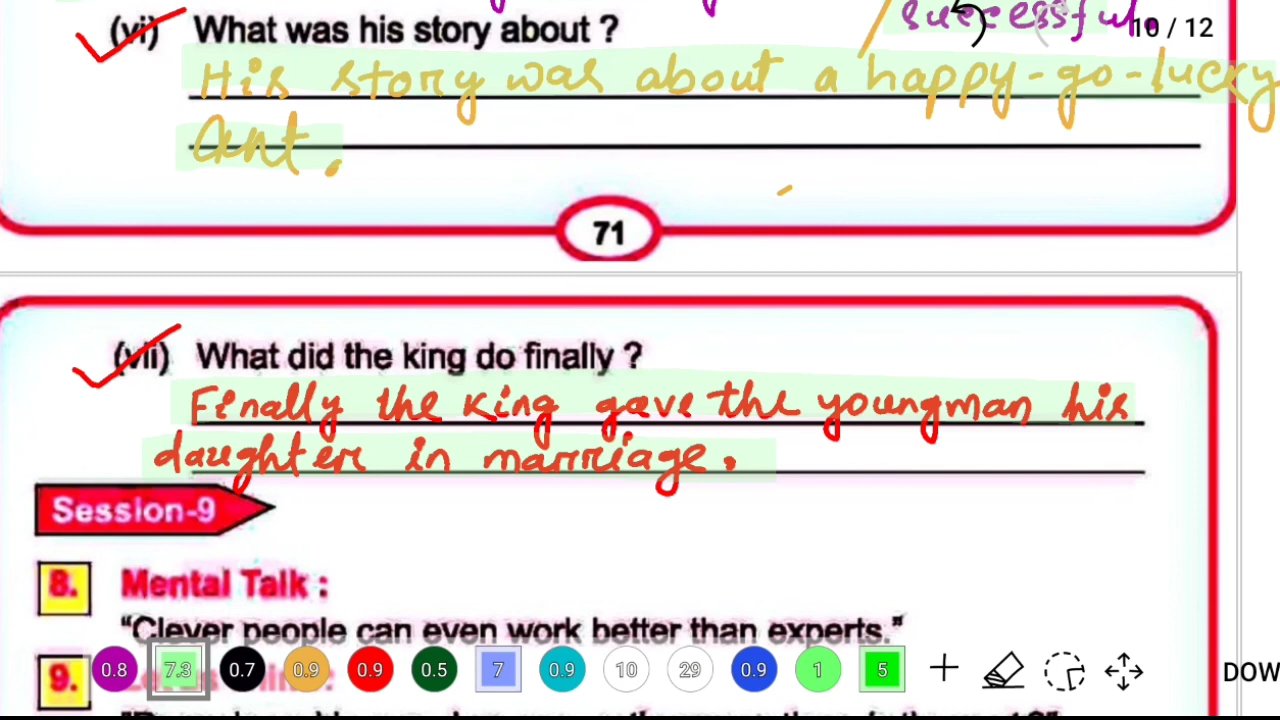 successful.
10 / 12
(vi) What was his story about ?
His story was about a happy-go-lucky
ant.
71
(vii) What did the king do finally ?
Finally the king gave the youngman his
daughter in marriage.
Session-9
8. Mental Talk :
"Clever people can even work better than experts."
9.
0.8 7.3 0.7 0.9 0.9 0.5 7 0.9 10 29 0.9 1 5 DOW